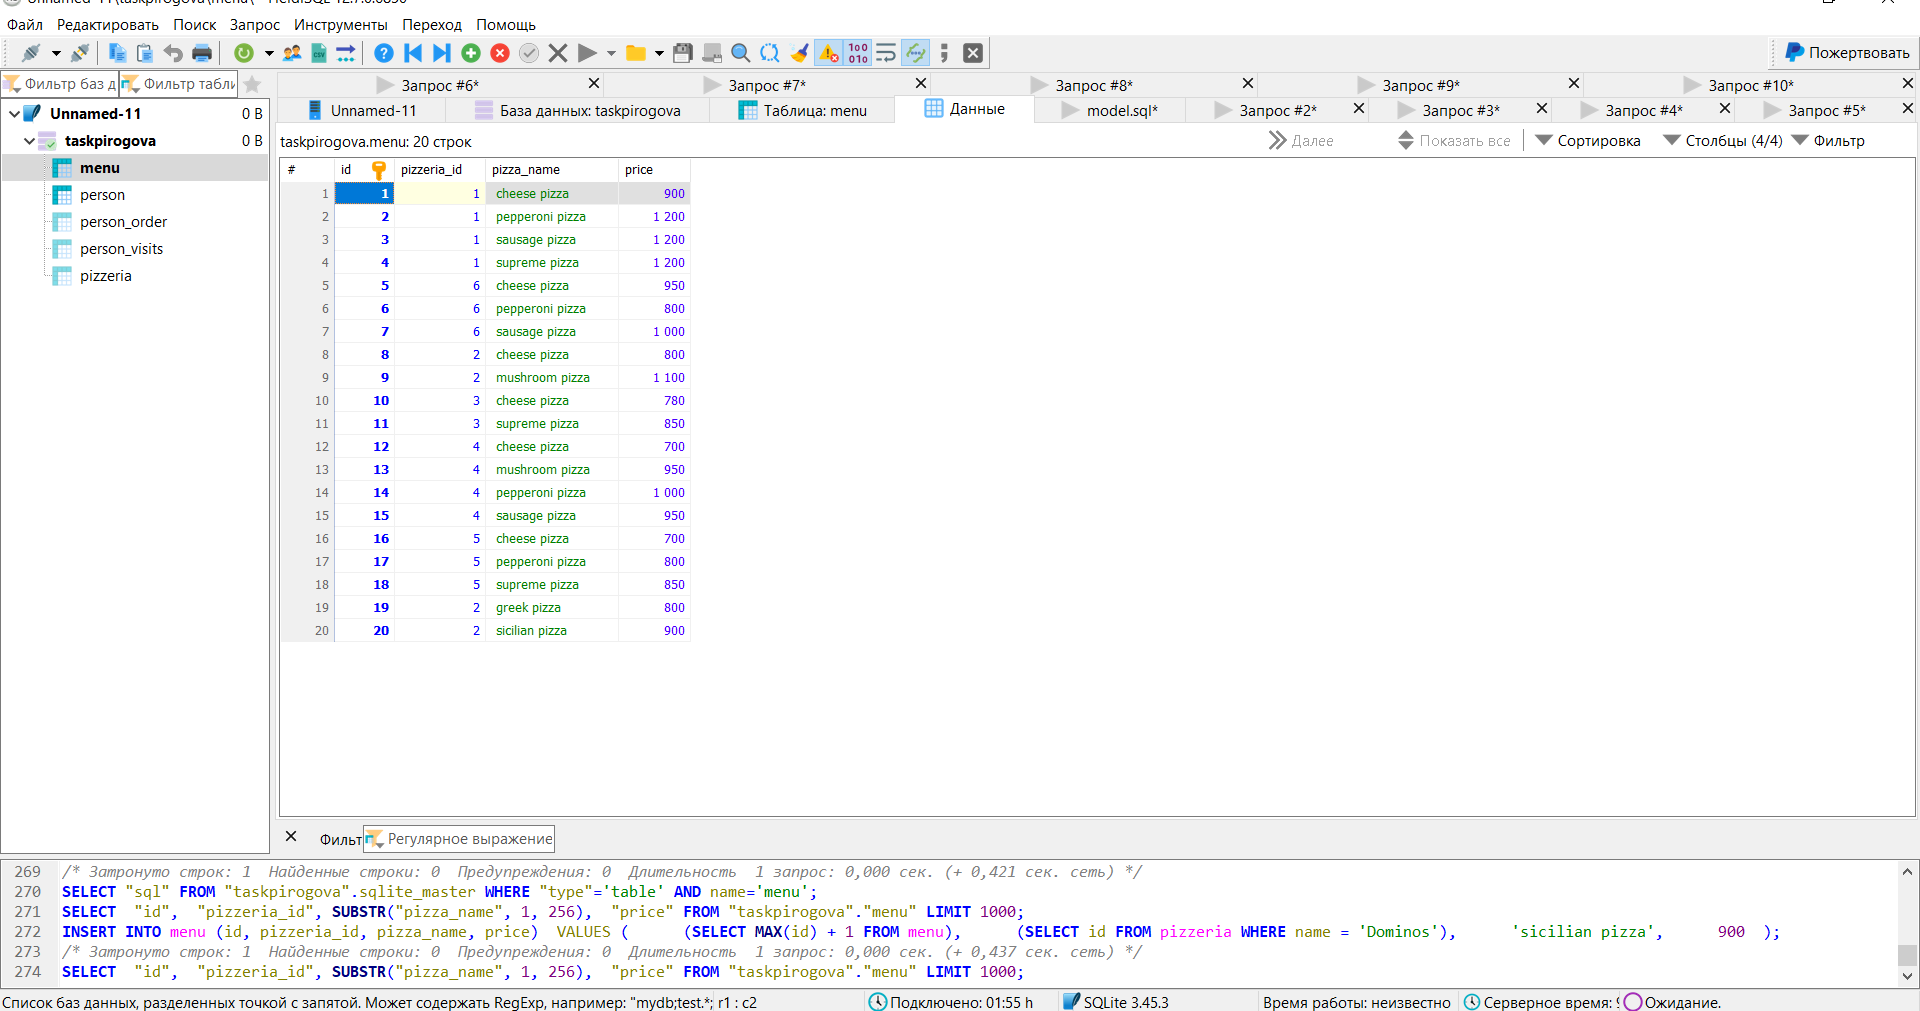 Файл Редактировать Поиск Запрос Инструменты Переход Помощь
Пожертвовать
Фильтр баз д Фильтр табли
Запрос #6* Запрос #7* Запрос #8* Запрос #9* Запрос #10*
Unnamed-11 База данных: taskpirogova Таблица: menu Данные model.sql* Запрос #2* Запрос #3* Запрос #4* Запрос #5*
Unnamed-11 0 B
taskpirogova 0 B
menu
person
person_order
person_visits
pizzeria
taskpirogova.menu: 20 строк Далее Показать все Сортировка Столбцы (4/4) Фильтр
# id pizzeria_id pizza_name price
1 1 1 cheese pizza 900
2 2 1 pepperoni pizza 1 200
3 3 1 sausage pizza 1 200
4 4 1 supreme pizza 1 200
5 5 6 cheese pizza 950
6 6 6 pepperoni pizza 800
7 7 6 sausage pizza 1 000
8 8 2 cheese pizza 800
9 9 2 mushroom pizza 1 100
10 10 3 cheese pizza 780
11 11 3 supreme pizza 850
12 12 4 cheese pizza 700
13 13 4 mushroom pizza 950
14 14 4 pepperoni pizza 1 000
15 15 4 sausage pizza 950
16 16 5 cheese pizza 700
17 17 5 pepperoni pizza 800
18 18 5 supreme pizza 850
19 19 2 greek pizza 800
20 20 2 sicilian pizza 900
Фильт Регулярное выражение
269 /* Затронуто строк: 1 Найденные строки: 0 Предупреждения: 0 Длительность 1 запрос: 0,000 сек. (+ 0,421 сек. сеть) */
270 SELECT "sql" FROM "taskpirogova".sqlite_master WHERE "type"='table' AND name='menu';
271 SELECT "id", "pizzeria_id", SUBSTR("pizza_name", 1, 256), "price" FROM "taskpirogova"."menu" LIMIT 1000;
272 INSERT INTO menu (id, pizzeria_id, pizza_name, price) VALUES ( (SELECT MAX(id) + 1 FROM menu), (SELECT id FROM pizzeria WHERE name = 'Dominos'), 'sicilian pizza', 900 );
273 /* Затронуто строк: 1 Найденные строки: 0 Предупреждения: 0 Длительность 1 запрос: 0,000 сек. (+ 0,437 сек. сеть) */
274 SELECT "id", "pizzeria_id", SUBSTR("pizza_name", 1, 256), "price" FROM "taskpirogova"."menu" LIMIT 1000;
Список баз данных, разделенных точкой с запятой. Может содержать RegExp, например: "mydb;test.*; r1 : c2 Подключено: 01:55 h SQLite 3.45.3 Время работы: неизвестно Серверное время: Ожидание.